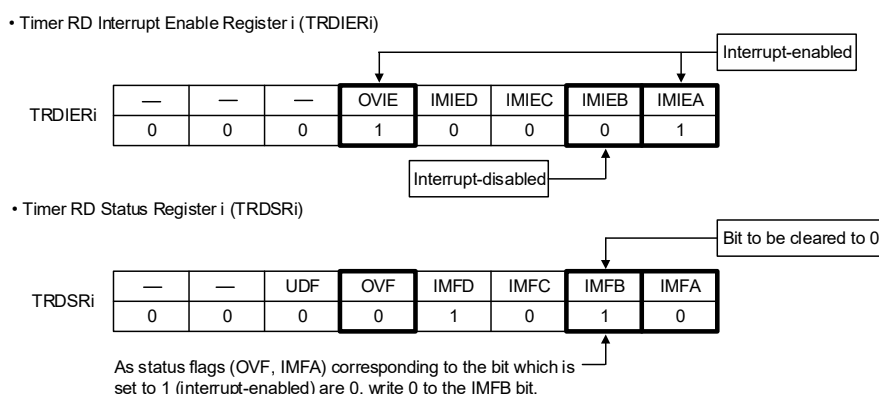 • Timer RD Interrupt Enable Register i (TRDIERi)
Interrupt-enabled
TRDIERi
— — — OVIE IMIED IMIEC IMIEB IMIEA
0 0 0 1 0 0 0 1
Interrupt-disabled
• Timer RD Status Register i (TRDSRi)
Bit to be cleared to 0
TRDSRi
— — UDF OVF IMFD IMFC IMFB IMFA
0 0 0 0 1 0 1 0
As status flags (OVF, IMFA) corresponding to the bit which is
set to 1 (interrupt-enabled) are 0, write 0 to the IMFB bit.